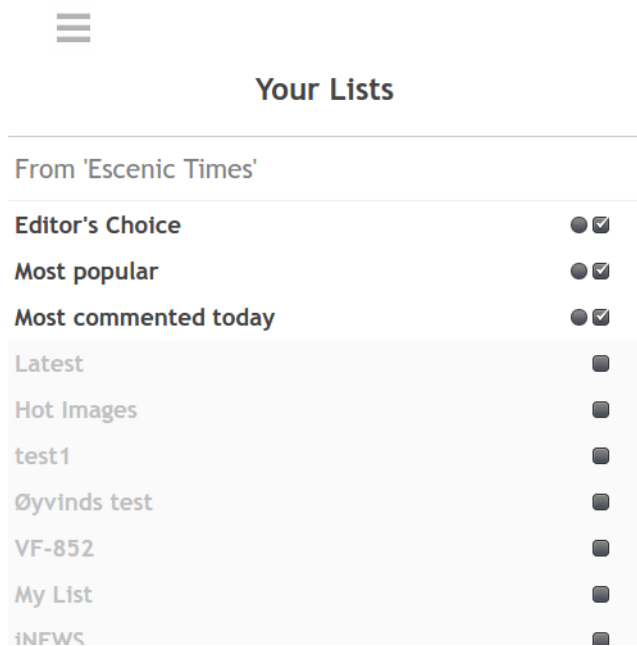 Your Lists
From 'Escenic Times'
Editor's Choice
Most popular
Most commented today
Latest
Hot Images
test1
Øyvinds test
VF-852
My List
iNEWS